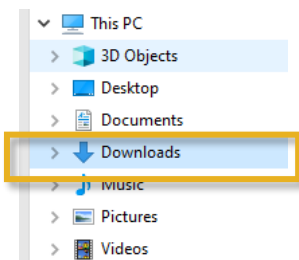 This PC
3D Objects
Desktop
Documents
Downloads
Music
Pictures
Videos